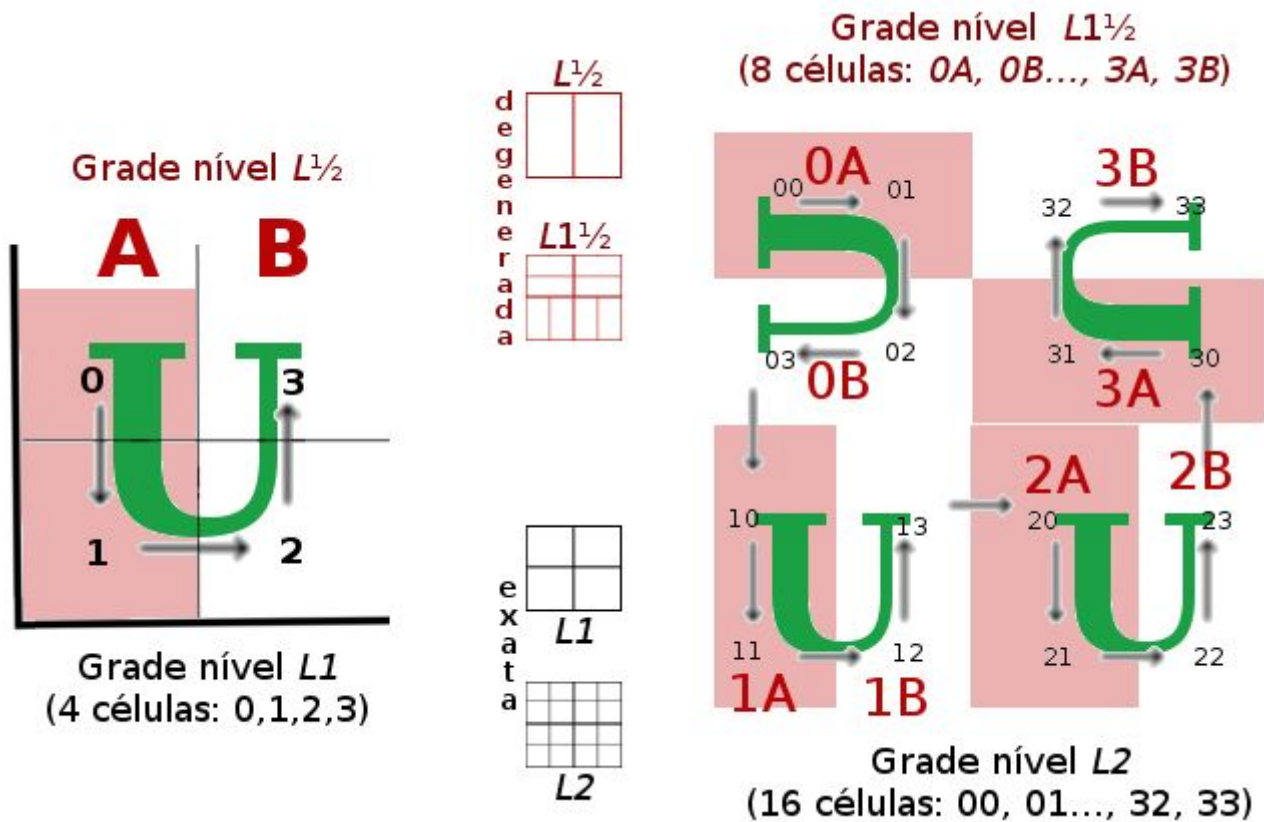 Grade nível L½
A B
0 3
1 2
Grade nível L1
(4 células: 0,1,2,3)
degenerada
L½
L1½
exata
L1
L2
Grade nível L1½
(8 células: 0A, 0B..., 3A, 3B)
0A 3B
00 01 32 33
03 02 31 30
0B 3A
2A 2B
10 13 20 23
11 12 21 22
1A 1B
Grade nível L2
(16 células: 00, 01..., 32, 33)